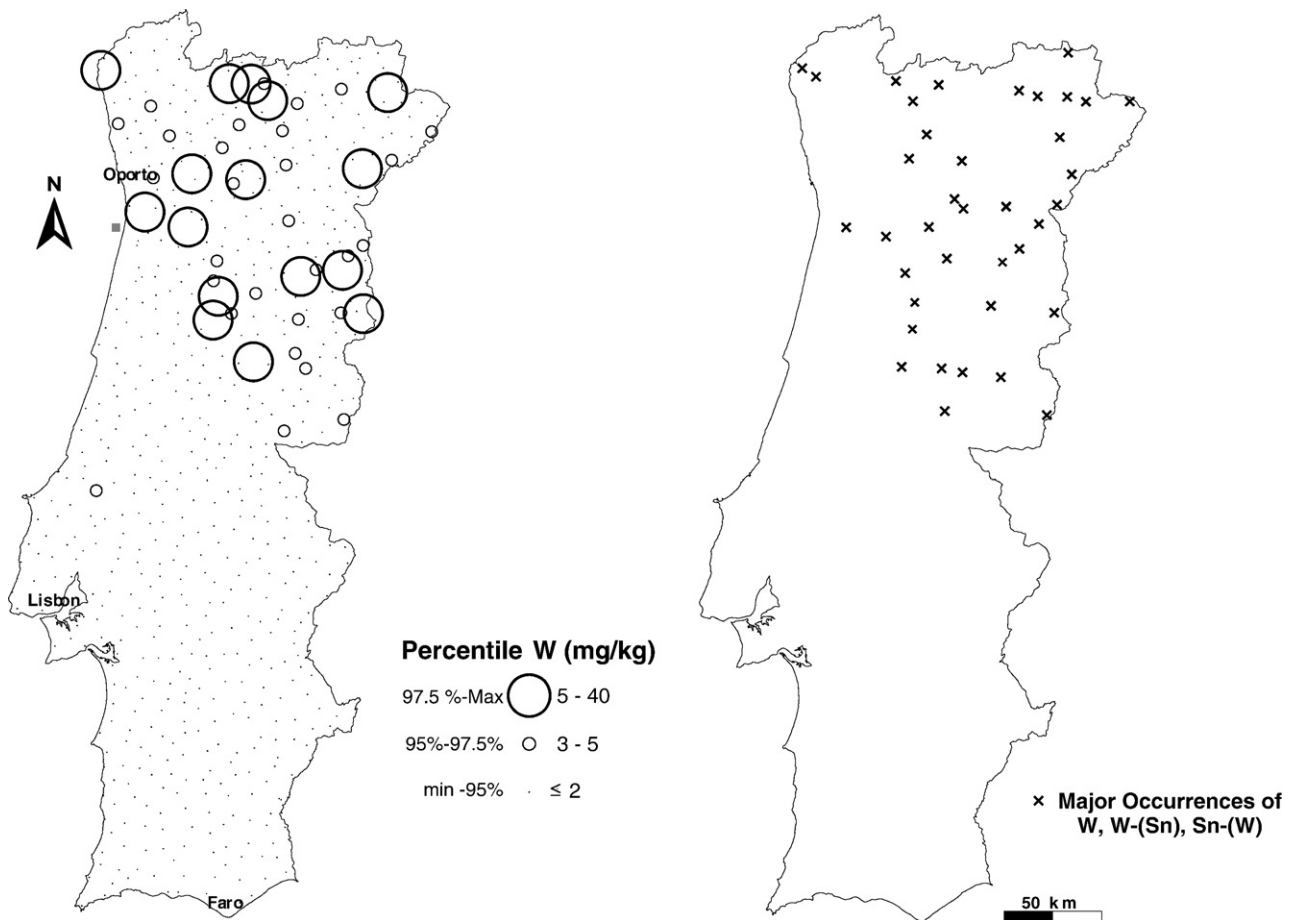 Oporto
N
Lisbon
Percentile W (mg/kg)
97.5 %-Max 5 - 40
95%-97.5% 3 - 5
min -95% ≤ 2
Faro
Major Occurrences of
W, W-(Sn), Sn-(W)
50 km